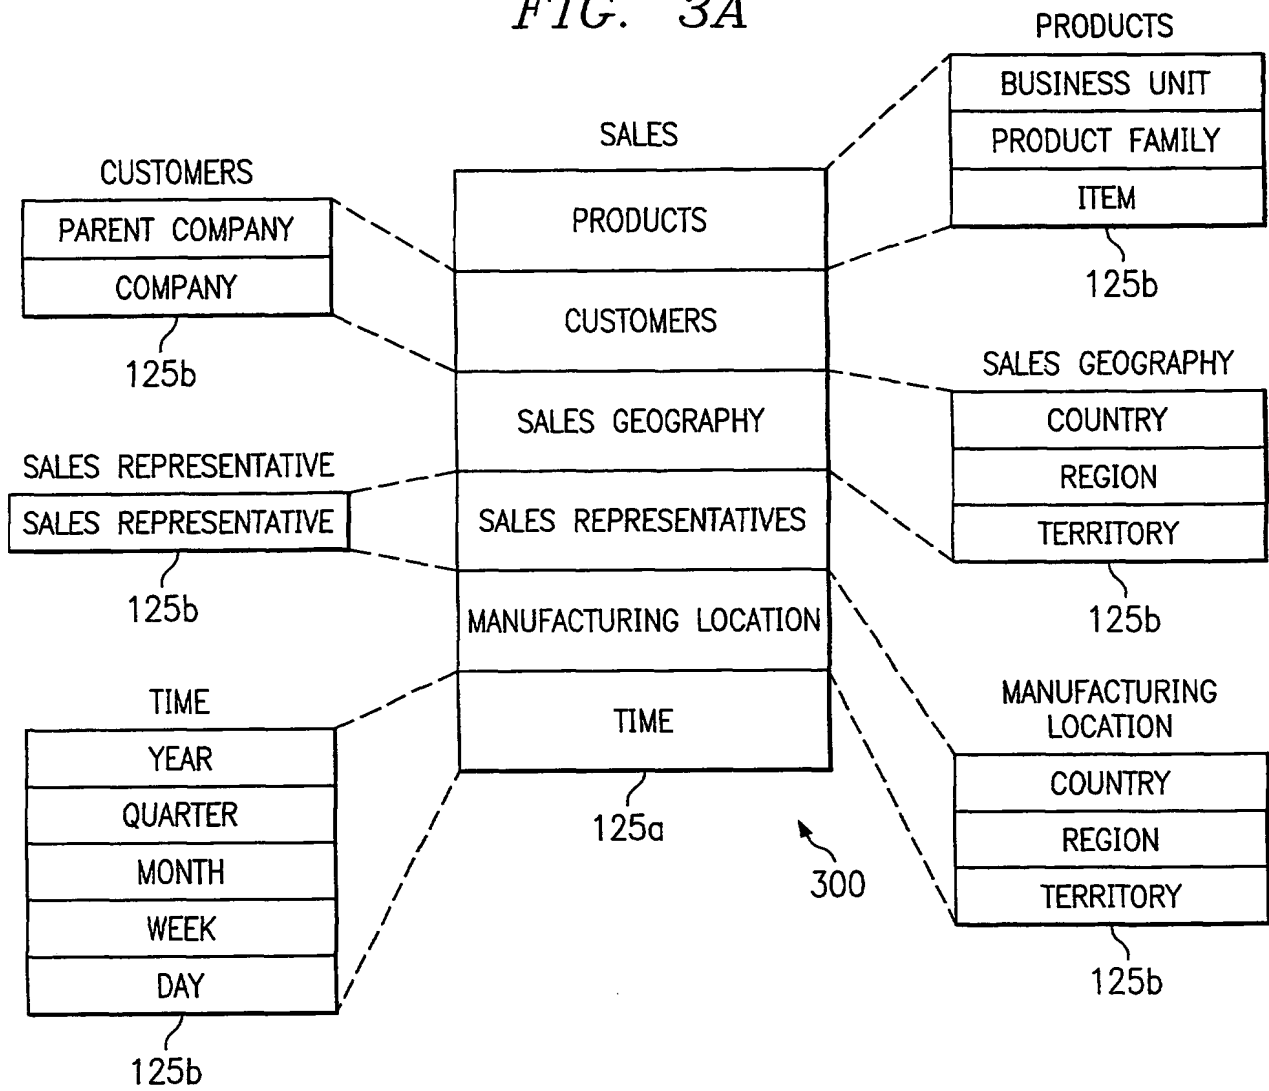 FIG. 3A
PRODUCTS
BUSINESS UNIT
PRODUCT FAMILY
ITEM
125b
SALES
PRODUCTS
CUSTOMERS
SALES GEOGRAPHY
SALES REPRESENTATIVES
MANUFACTURING LOCATION
TIME
125a
300
CUSTOMERS
PARENT COMPANY
COMPANY
125b
SALES GEOGRAPHY
COUNTRY
REGION
TERRITORY
125b
SALES REPRESENTATIVE
SALES REPRESENTATIVE
125b
MANUFACTURING
LOCATION
COUNTRY
REGION
TERRITORY
125b
TIME
YEAR
QUARTER
MONTH
WEEK
DAY
125b